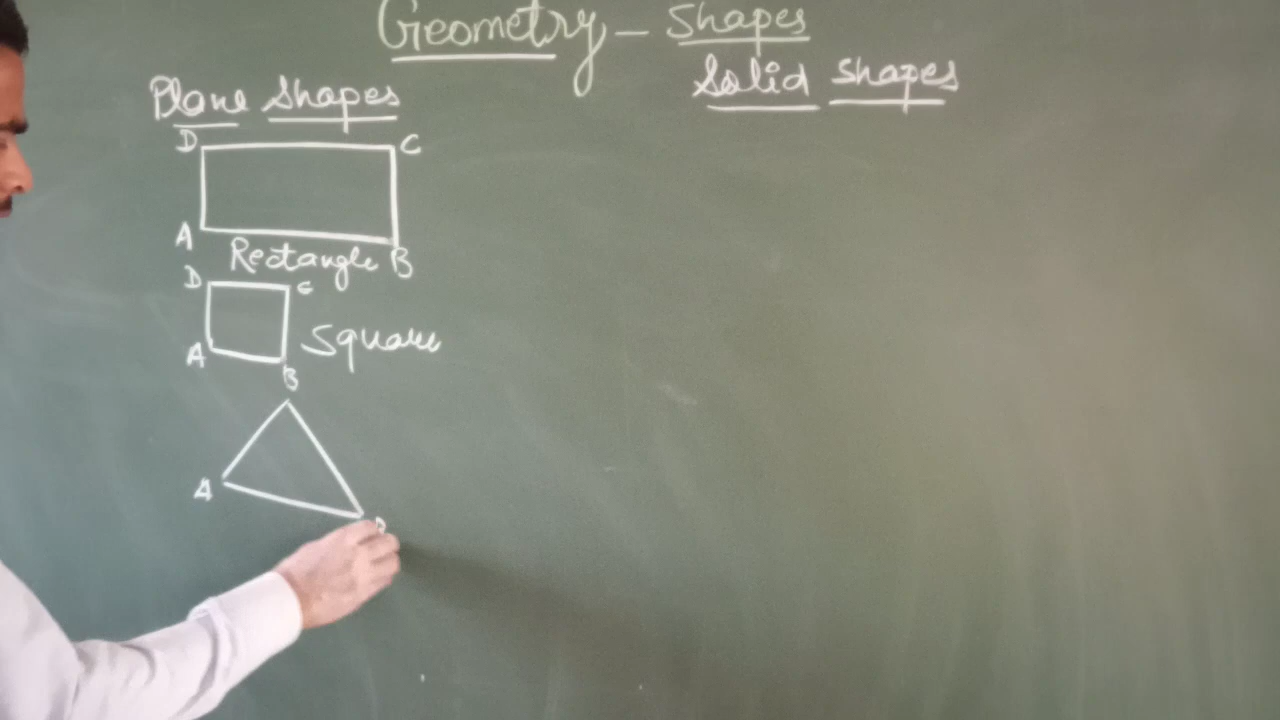 Geometry – Shapes
Solid shapes
Plane shapes
D C
A B
Rectangle
D C
A B
Square
A B